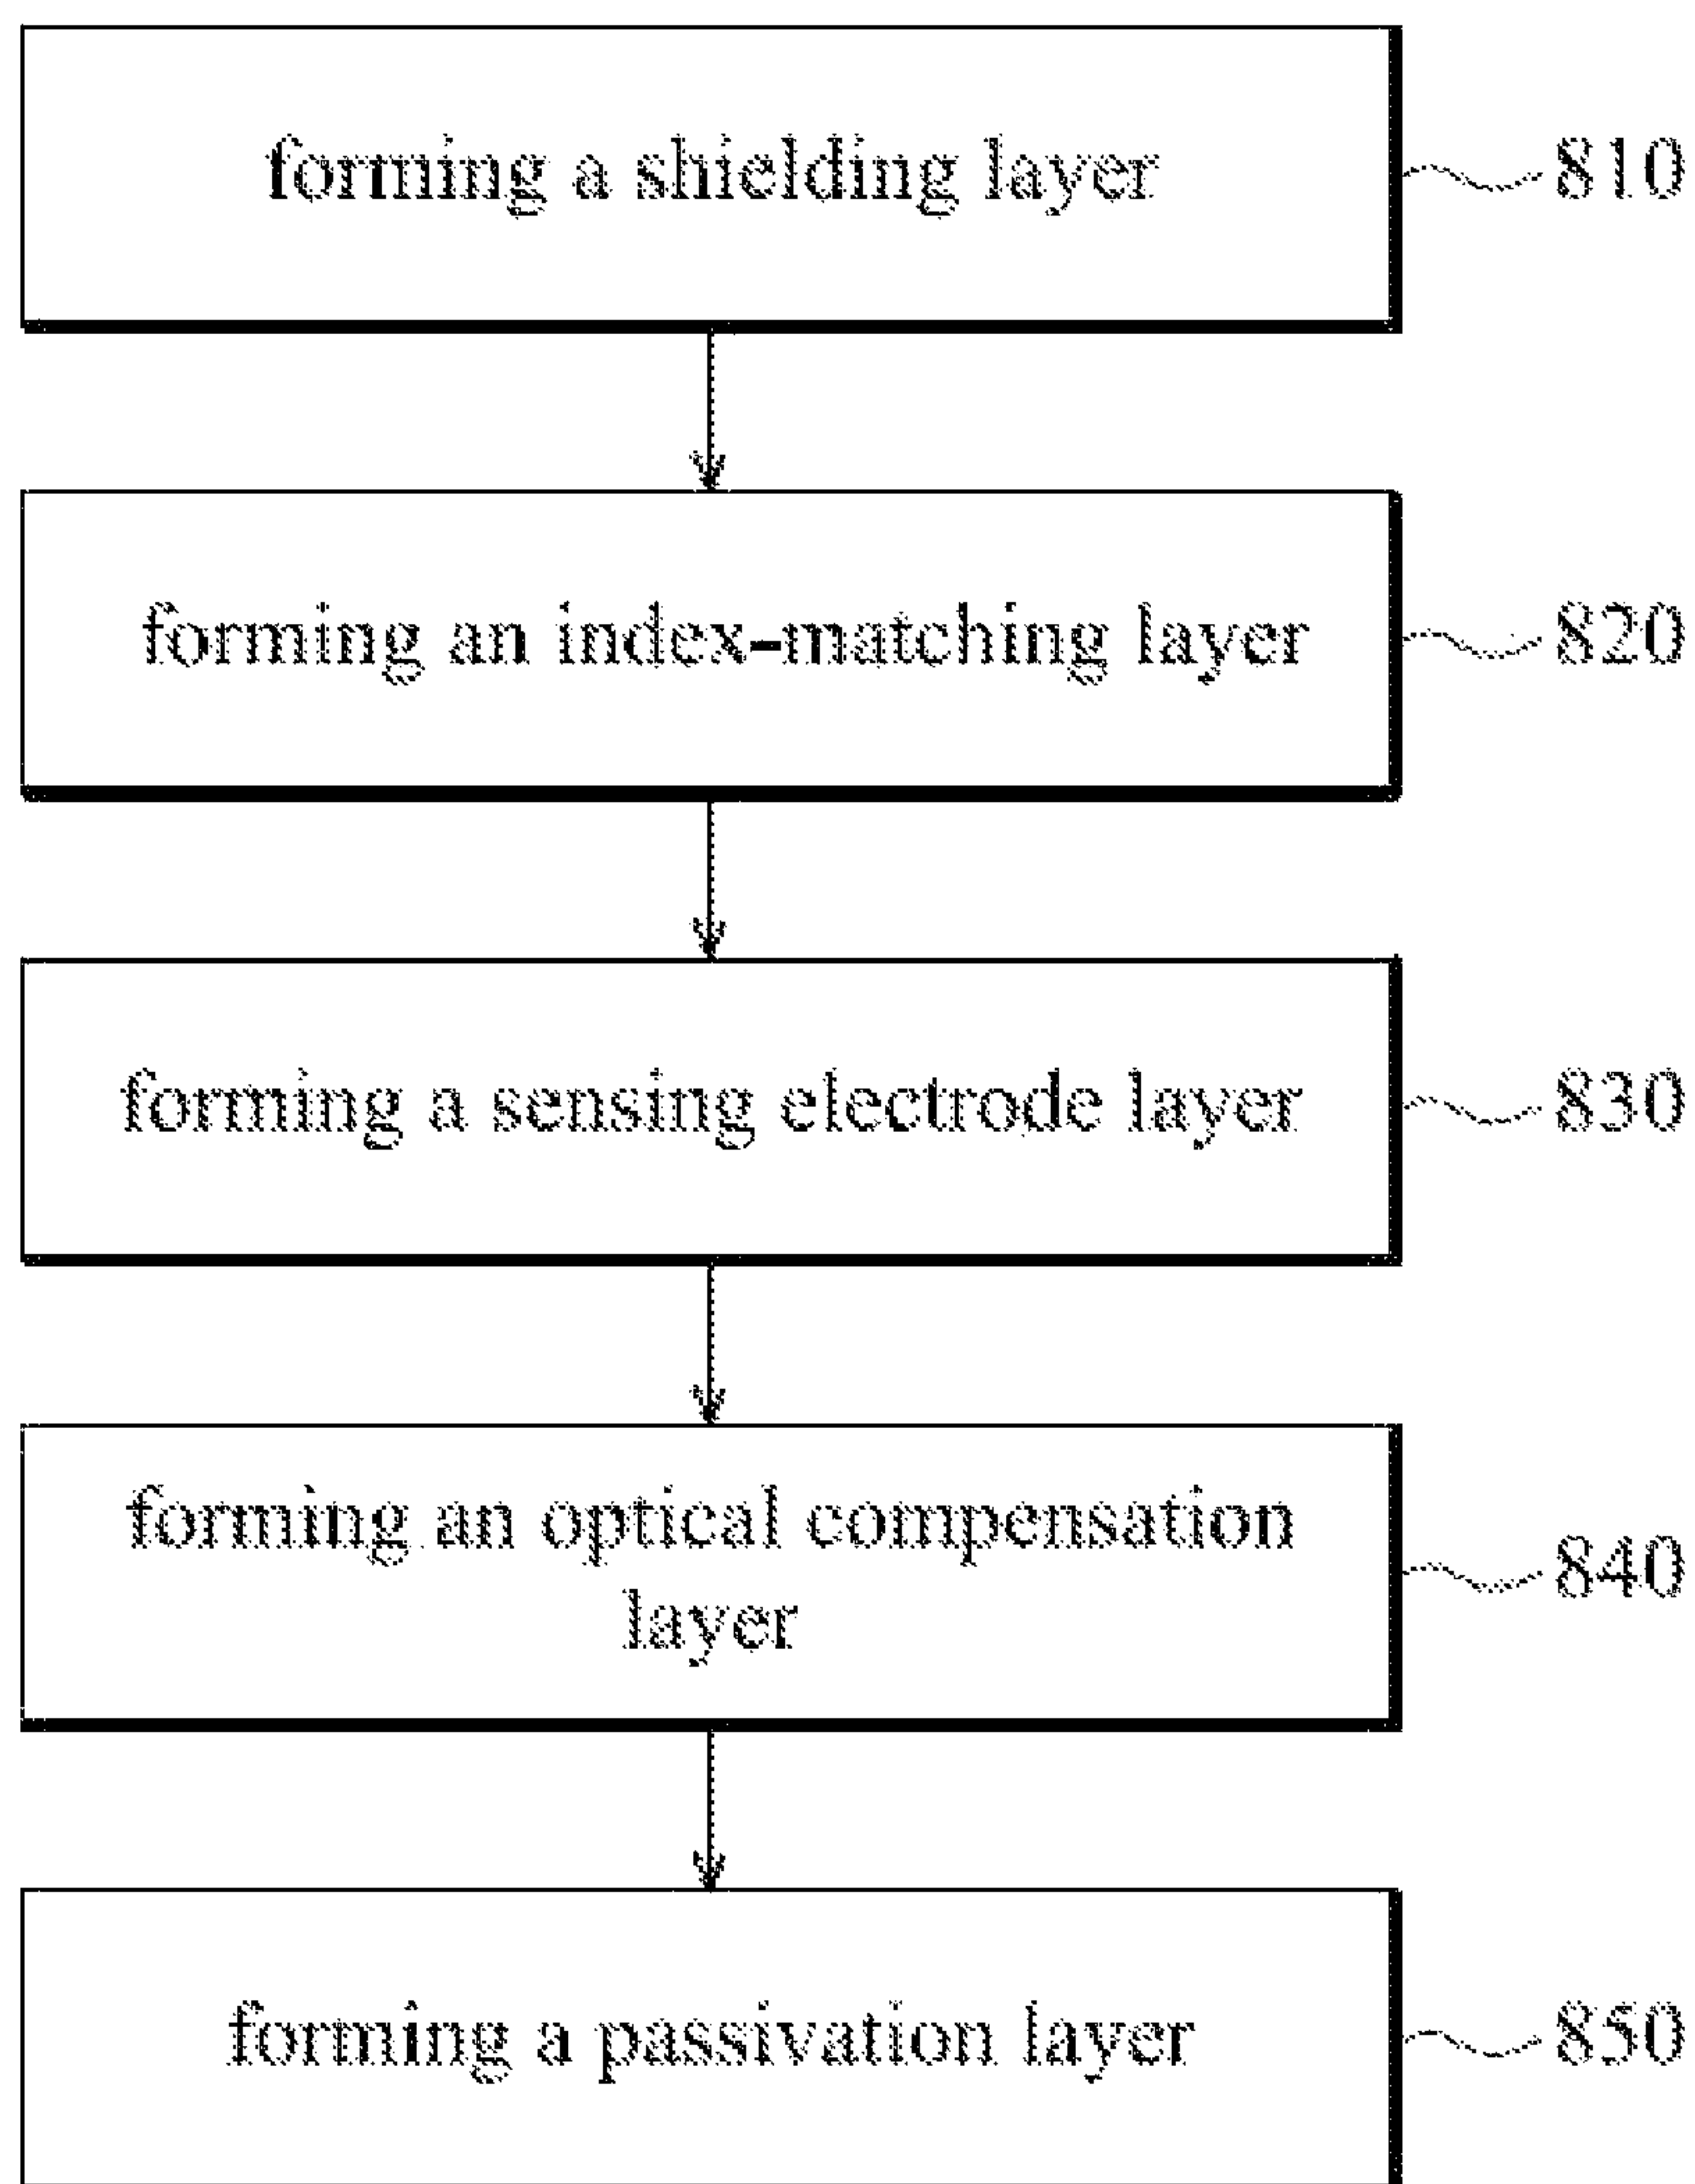 forming a shielding layer
810
forming an index-matching layer
820
forming a sensing electrode layer
830
forming an optical compensation
layer
840
forming a passivation layer
850